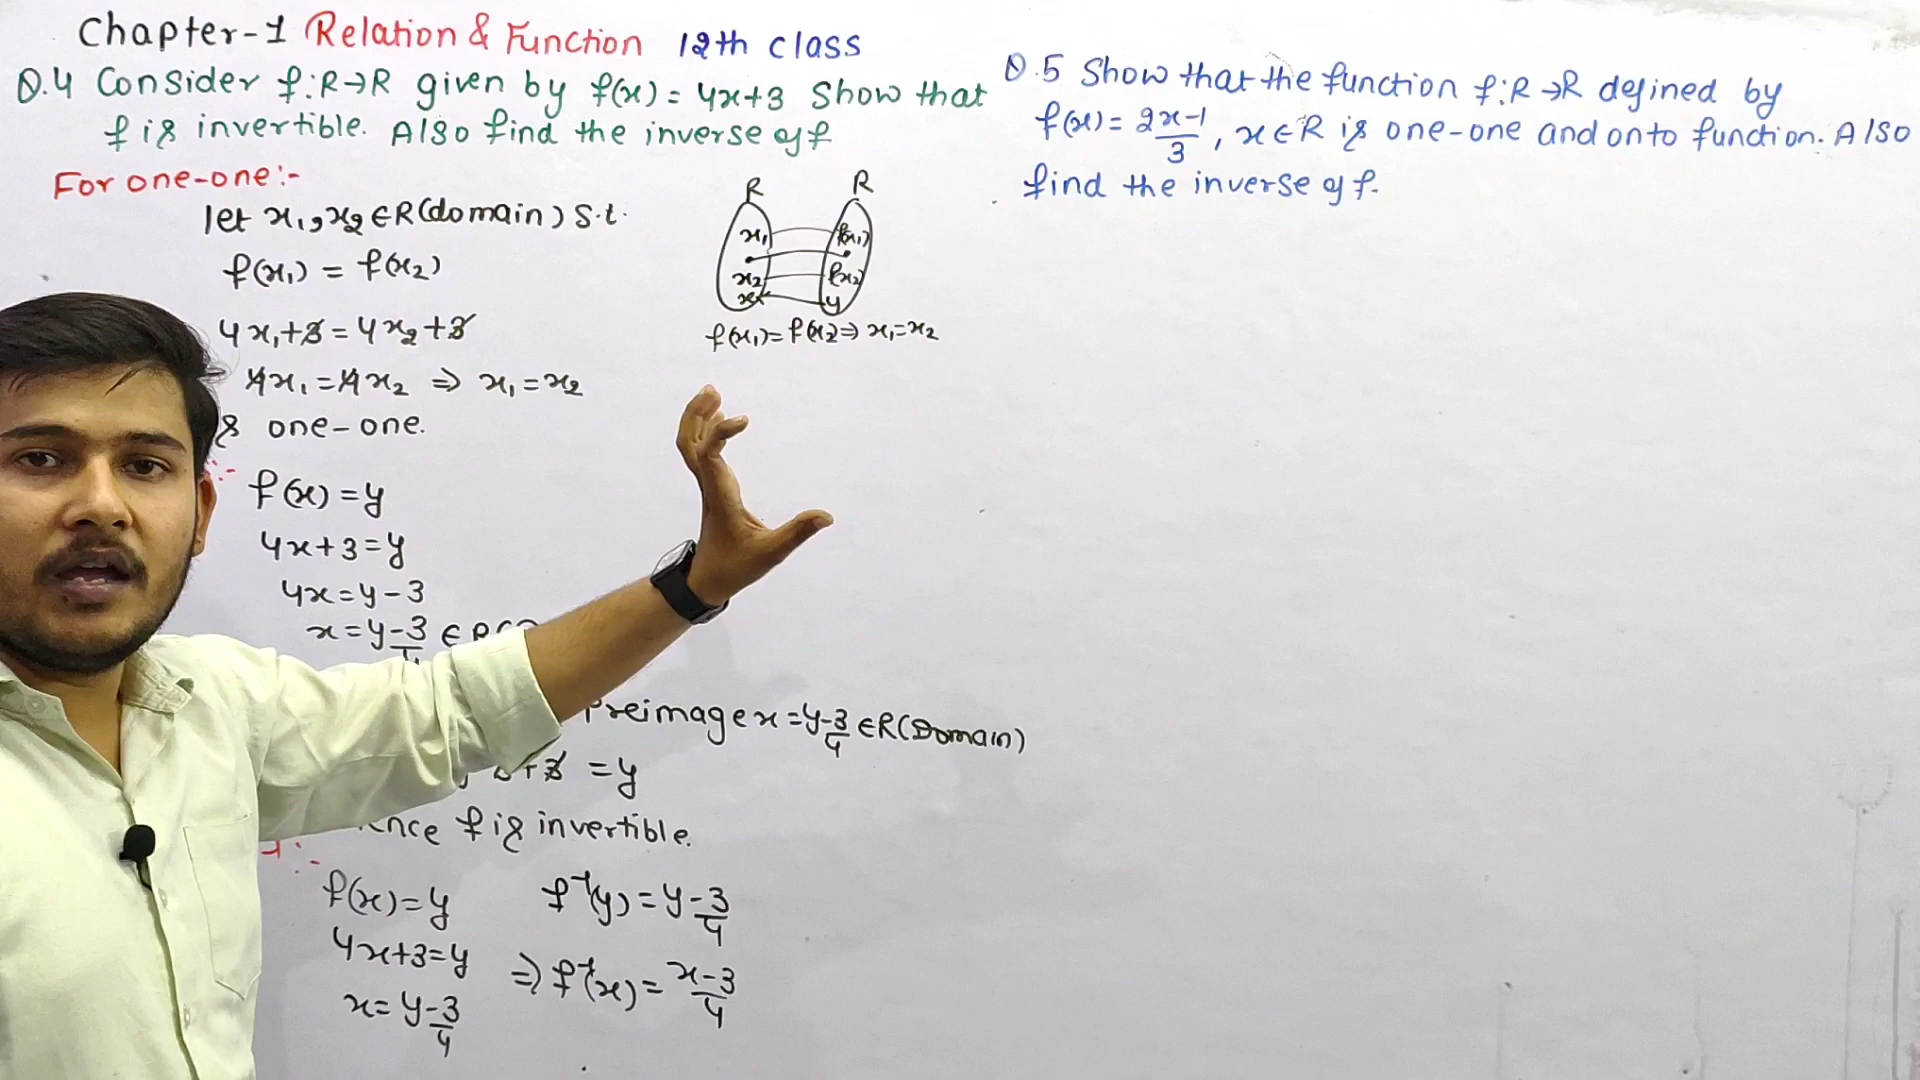 Chapter-1 Relation & Function 12th class
Q.4 Consider f:R→R given by f(x) = 4x+3 Show that
f is invertible. Also find the inverse of f
For one-one:-
let x₁, x₂ ∈ R(domain) s.t.
f(x₁) = f(x₂)
4x₁+3 = 4x₂+3
4x₁ = 4x₂ ⇒ x₁ = x₂
one-one.
f(x) = y
4x+3 = y
4x = y-3
x = y-3/4 ∈ R
Preimage x = y-3/4 ∈ R(Domain)
+3 = y
f is invertible.
f(x) = y
4x+3 = y
x = y-3/4
f⁻¹(y) = y-3/4
⇒ f⁻¹(x) = x-3/4
R R
x₁ f(x₁)
x₂ f(x₂)
x y
f(x₁) = f(x₂) ⇒ x₁ = x₂
Q.5 Show that the function f:R→R defined by
f(x) = 2x-1/3, x∈R is one-one and onto function. Also
find the inverse of f.